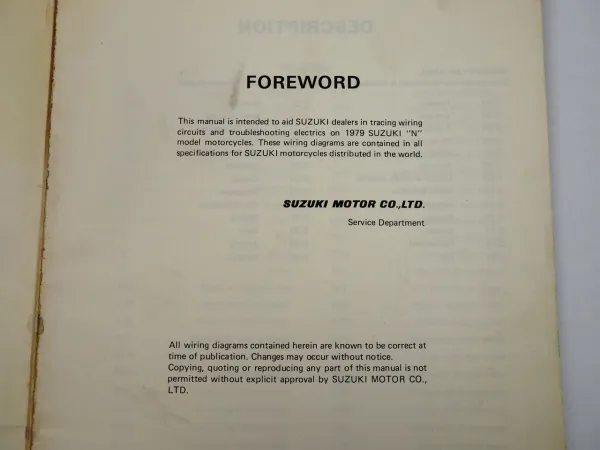 FOREWORD
This manual is intended to aid SUZUKI dealers in tracing wiring
circuits and troubleshooting electrics on 1979 SUZUKI "N"
model motorcycles. These wiring diagrams are contained in all
specifications for SUZUKI motorcycles distributed in the world.
SUZUKI MOTOR CO.,LTD.
Service Department
All wiring diagrams contained herein are known to be correct at
time of publication. Changes may occur without notice.
Copying, quoting or reproducing any part of this manual is not
permitted without explicit approval by SUZUKI MOTOR CO.,
LTD.